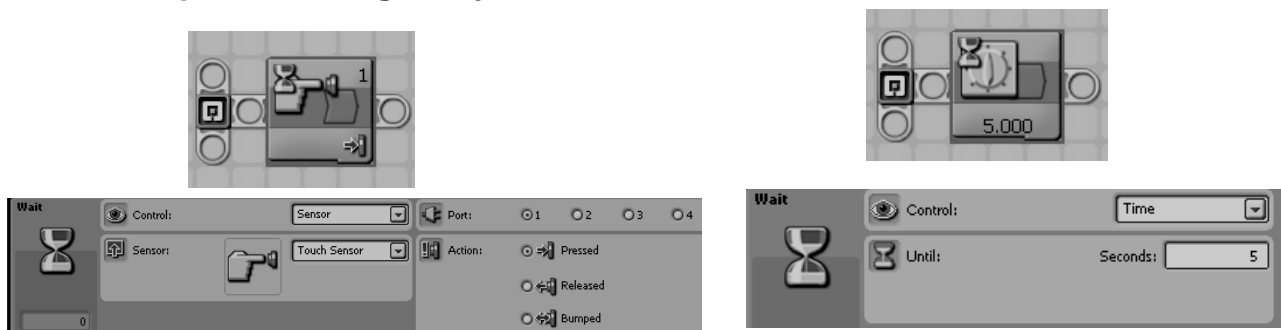 1
5.000
Wait
Control:
Sensor
Port:
1 2 3 4
Sensor:
Touch Sensor
Action:
Pressed
Released
Bumped
0
Wait
Control:
Time
Until:
Seconds: 5